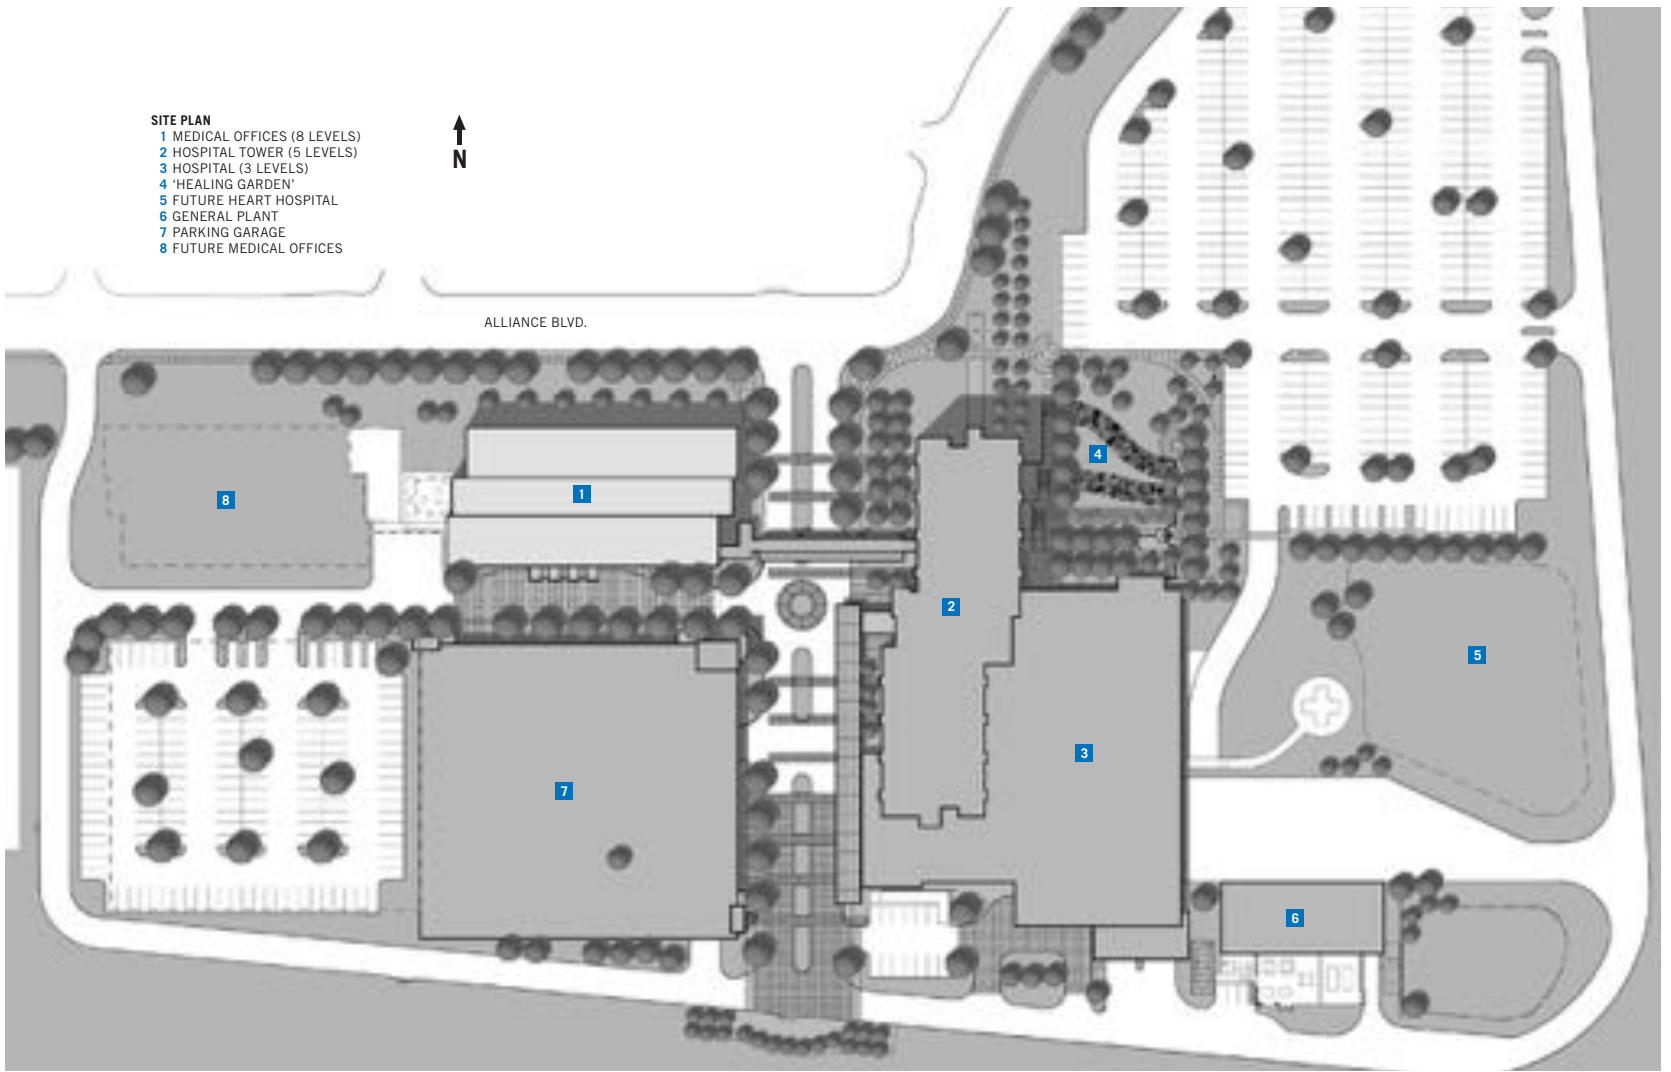 SITE PLAN
1 MEDICAL OFFICES (8 LEVELS)
2 HOSPITAL TOWER (5 LEVELS)
3 HOSPITAL (3 LEVELS)
4 ‘HEALING GARDEN’
5 FUTURE HEART HOSPITAL
6 GENERAL PLANT
7 PARKING GARAGE
8 FUTURE MEDICAL OFFICES
N
ALLIANCE BLVD.
4
1
8
2
5
3
7
6